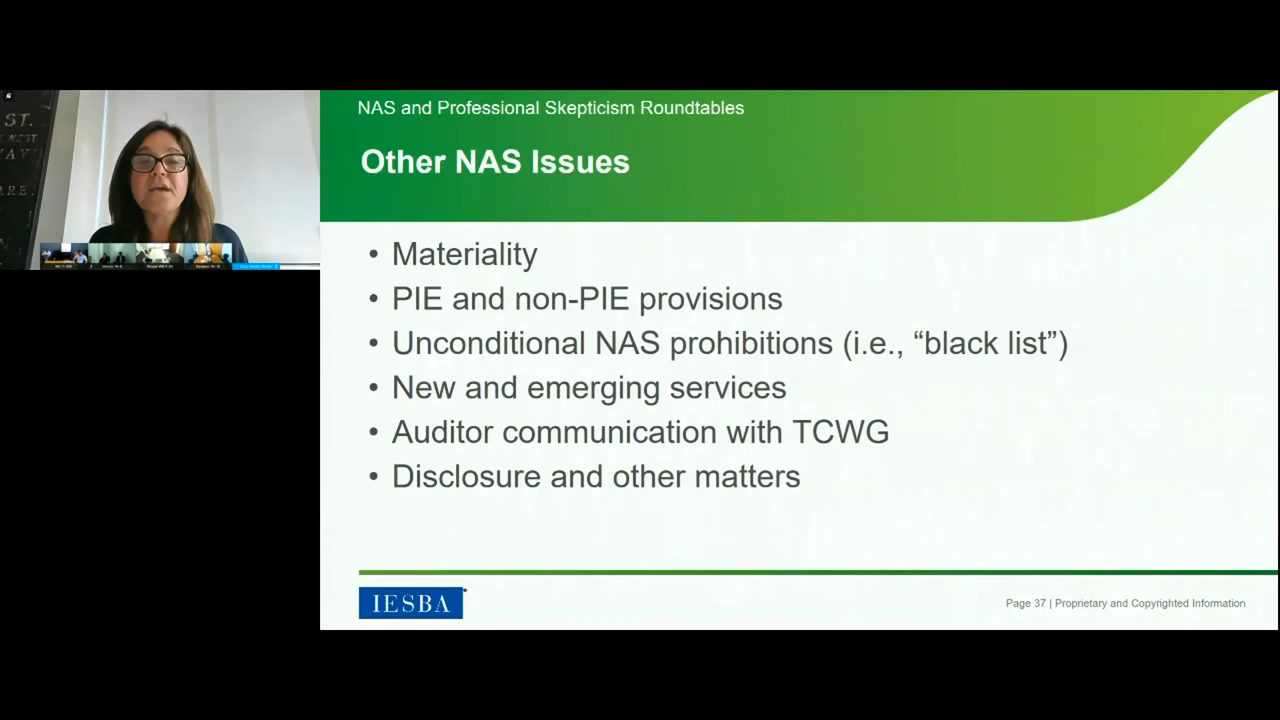 ST.
WEST
NAS and Professional Skepticism Roundtables
Other NAS Issues
• Materiality
• PIE and non-PIE provisions
• Unconditional NAS prohibitions (i.e., “black list”)
• New and emerging services
• Auditor communication with TCWG
• Disclosure and other matters
IESBA
Page 37 | Proprietary and Copyrighted Information